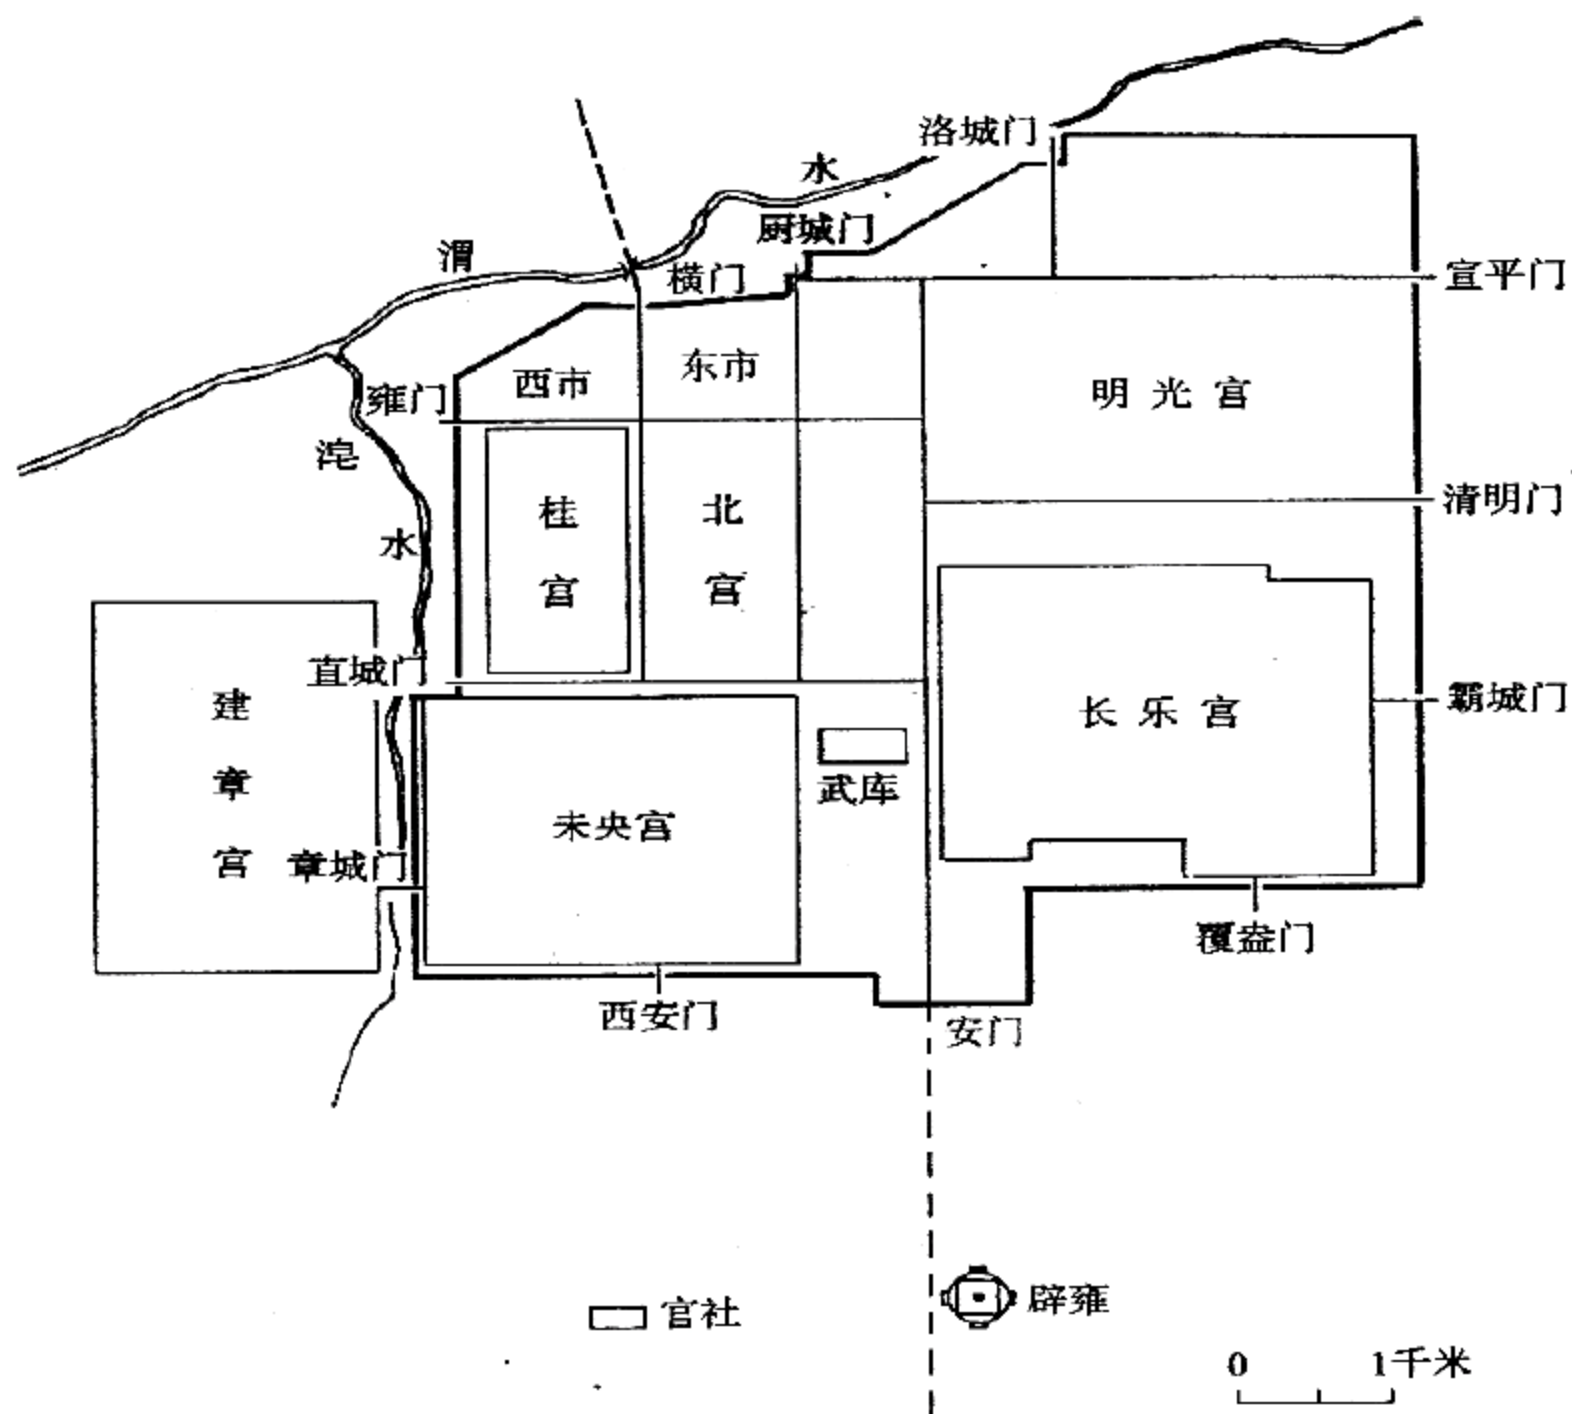 洛城门
水
厨城门
渭
横门
宣平门
东市
西市
雍门
明光宫
漳
水
清明门
桂宫
北宫
直城门
建章宫
长乐宫
霸城门
武库
未央宫
章城门
覆盎门
西安门
安门
官社
辟雍
0 1千米